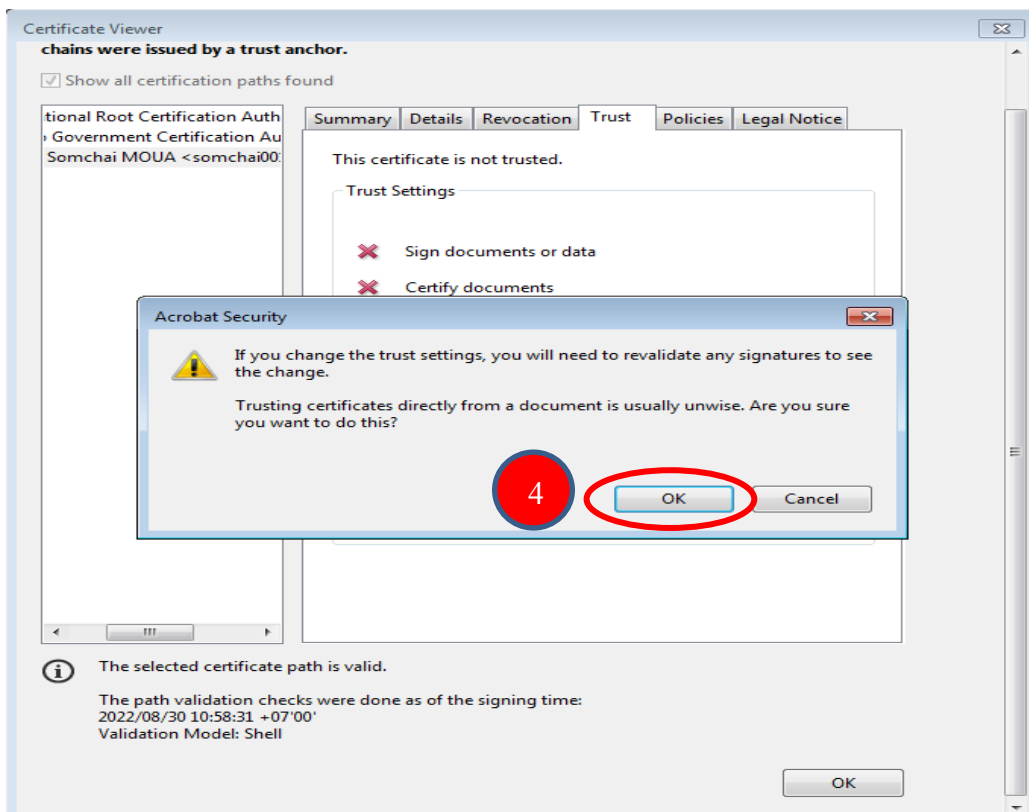 Certificate Viewer
chains were issued by a trust anchor.
Show all certification paths found
tional Root Certification Auth
Government Certification Au
Somchai MOUA <somchai00
Summary Details Revocation Trust Policies Legal Notice
This certificate is not trusted.
Trust Settings
Sign documents or data
Certify documents
Acrobat Security
If you change the trust settings, you will need to revalidate any signatures to see
the change.
Trusting certificates directly from a document is usually unwise. Are you sure
you want to do this?
4
OK Cancel
The selected certificate path is valid.
The path validation checks were done as of the signing time:
2022/08/30 10:58:31 +07'00'
Validation Model: Shell
OK